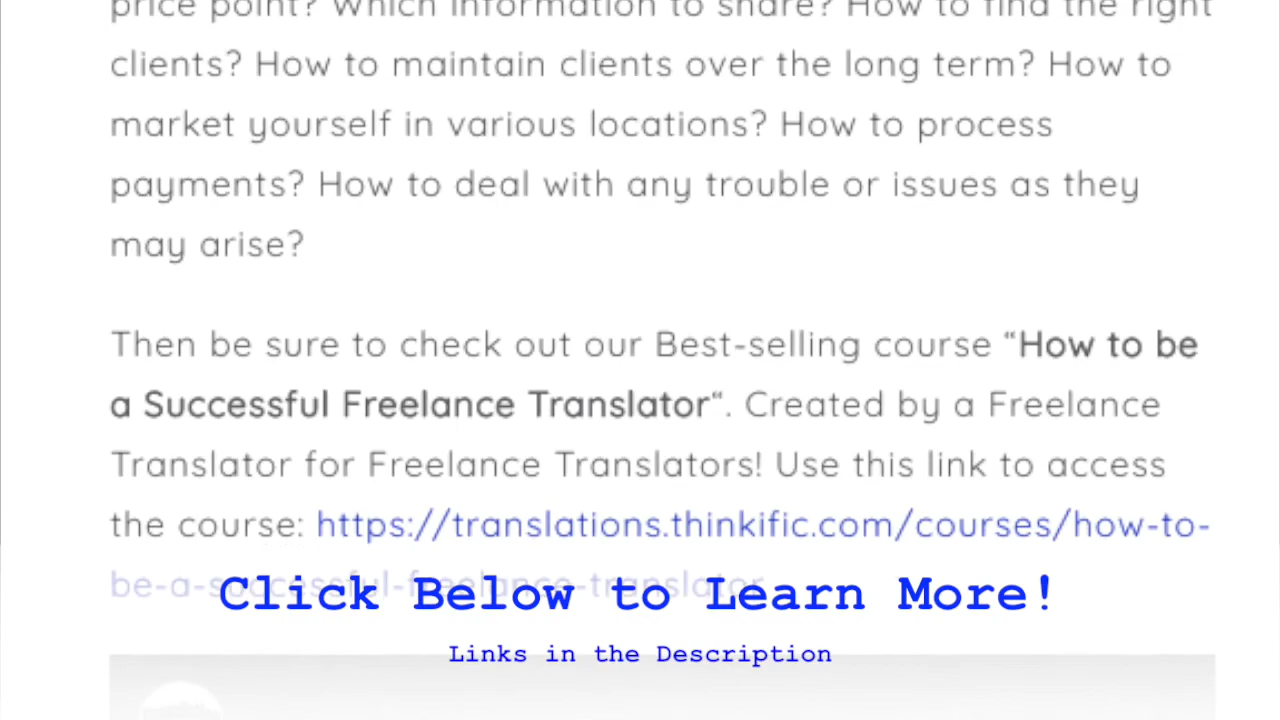 price point? Which information to share? How to find the right
clients? How to maintain clients over the long term? How to
market yourself in various locations? How to process
payments? How to deal with any trouble or issues as they
may arise?
Then be sure to check out our Best-selling course “How to be
a Successful Freelance Translator“. Created by a Freelance
Translator for Freelance Translators! Use this link to access
the course: https://translations.thinkific.com/courses/how-to-
be-a-successful-freelance-translator
Click Below to Learn More!
Links in the Description